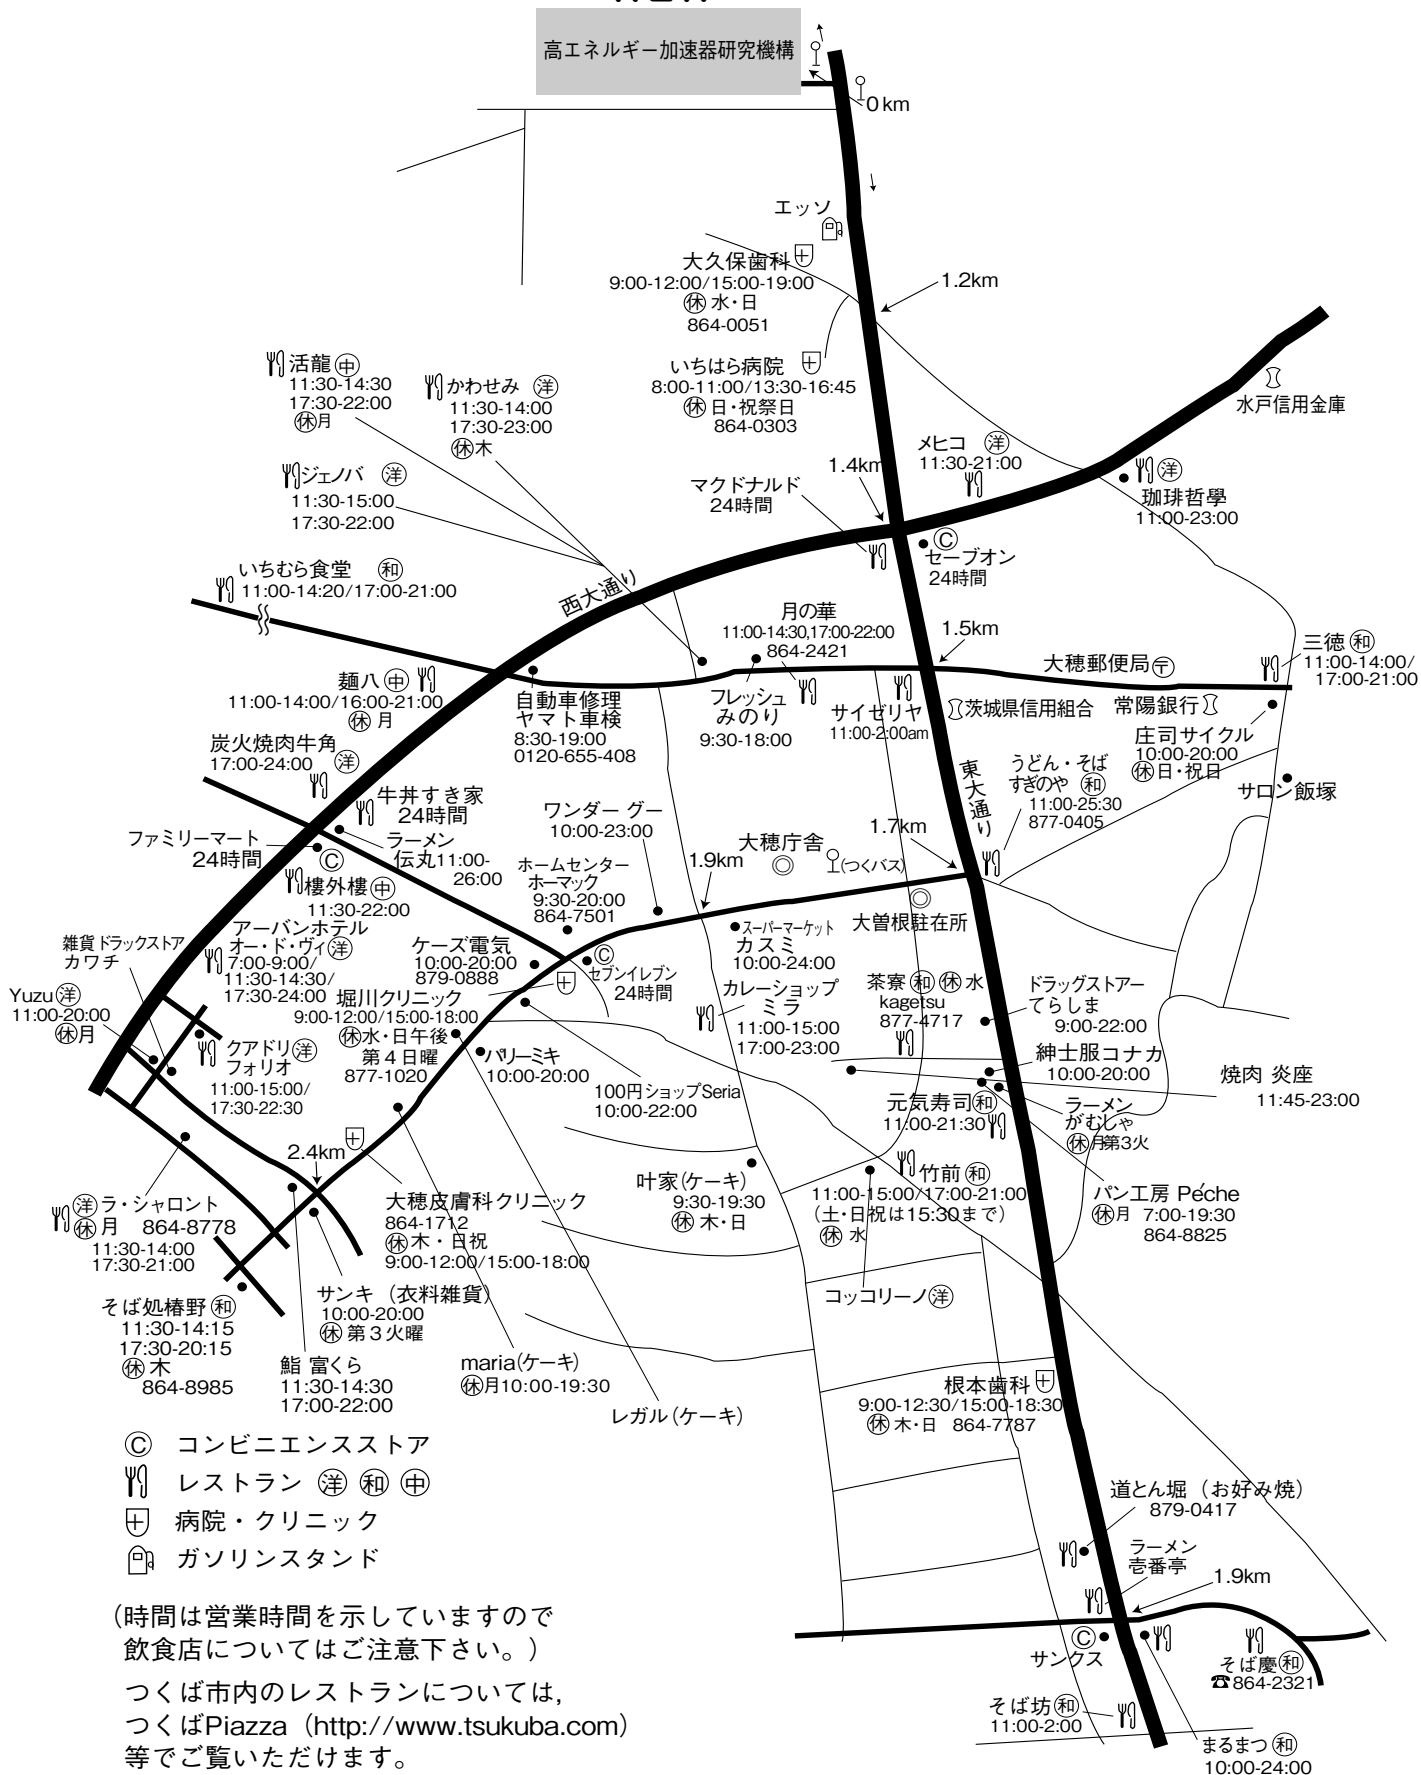 高エネルギー加速器研究機構
0 km
エッソ
大久保歯科
9:00-12:00/15:00-19:00
休 水・日
864-0051
1.2km
いちはら病院
8:00-11:00/13:30-16:45
休 日・祝祭日
864-0303
活龍 中
11:30-14:30
17:30-22:00
休月
かわせみ 洋
11:30-14:00
17:30-23:00
休木
ジェノバ 洋
11:30-15:00
17:30-22:00
水戸信用金庫
メヒコ 洋
11:30-21:00
1.4km
マクドナルド
24時間
洋
珈琲哲學
11:00-23:00
C
セーブオン
24時間
いちむら食堂 和
11:00-14:20/17:00-21:00
西大通り
月の華
11:00-14:30,17:00-22:00
864-2421
1.5km
大穂郵便局〒
三徳 和
11:00-14:00/
17:00-21:00
麺八 中
11:00-14:00/16:00-21:00
休 月
自動車修理
ヤマト車検
8:30-19:00
0120-655-408
フレッシュ
みのり
9:30-18:00
サイゼリヤ
11:00-2:00am
茨城県信用組合
常陽銀行
庄司サイクル
10:00-20:00
休日・祝日
サロン飯塚
炭火焼肉牛角
17:00-24:00 洋
東大通り
うどん・そば
すぎのや 和
11:00-25:30
877-0405
牛丼すき家
24時間
ファミリーマート
24時間
C
ラーメン
伝丸11:00-
26:00
ワンダー グー
10:00-23:00
大穂庁舎
(つくバス)
1.7km
1.9km
樓外樓 中
11:30-22:00
ホームセンター
ホーマック
9:30-20:00
864-7501
大曽根駐在所
スーパーマーケット
カスミ
10:00-24:00
アーバンホテル
オー・ド・ヴィ 洋
7:00-9:00/
11:30-14:30/
17:30-24:00
雑貨 ドラックストア
カワチ
ケーズ電気
10:00-20:00
879-0888
C
セブンイレブン
24時間
Yuzu 洋
11:00-20:00
休月
堀川クリニック
9:00-12:00/15:00-18:00
休水・日午後
第４日曜
877-1020
カレーショップ
ミラ
11:00-15:00
17:00-23:00
茶寮 和 休 水
kagetsu
877-4717
ドラッグストアー
てらしま
9:00-22:00
クアドリ 洋
フォリオ
11:00-15:00/
17:30-22:30
パリーミキ
10:00-20:00
100円ショップSeria
10:00-22:00
紳士服コナカ
10:00-20:00
焼肉 炎座
11:45-23:00
元気寿司 和
11:00-21:30
ラーメン
がむしゃ
休月第3火
2.4km
大穂皮膚科クリニック
864-1712
休 木・日祝
9:00-12:00/15:00-18:00
叶家(ケーキ)
9:30-19:30
休 木・日
竹前 和
11:00-15:00/17:00-21:00
(土・日祝は15:30まで)
休 水
パン工房 Péche
休月 7:00-19:30
864-8825
洋 ラ・シャロント
休 月 864-8778
11:30-14:00
17:30-21:00
コッコリーノ 洋
そば処椿野 和
11:30-14:15
17:30-20:15
休 木
864-8985
サンキ（衣料雑貨）
10:00-20:00
休 第３火曜
鮨 富くら
11:30-14:30
17:00-22:00
maria(ケーキ)
休月10:00-19:30
レガル(ケーキ)
根本歯科
9:00-12:30/15:00-18:30
休 木・日 864-7787
C コンビニエンスストア
レストラン 洋 和 中
病院・クリニック
ガソリンスタンド
道とん堀（お好み焼）
879-0417
ラーメン
壱番亭
1.9km
C
サンクス
そば慶 和
☎864-2321
そば坊 和
11:00-2:00
まるまつ 和
10:00-24:00
（時間は営業時間を示していますので
飲食店についてはご注意下さい。）
つくば市内のレストランについては,
つくばPiazza（http://www.tsukuba.com）
等でご覧いただけます。